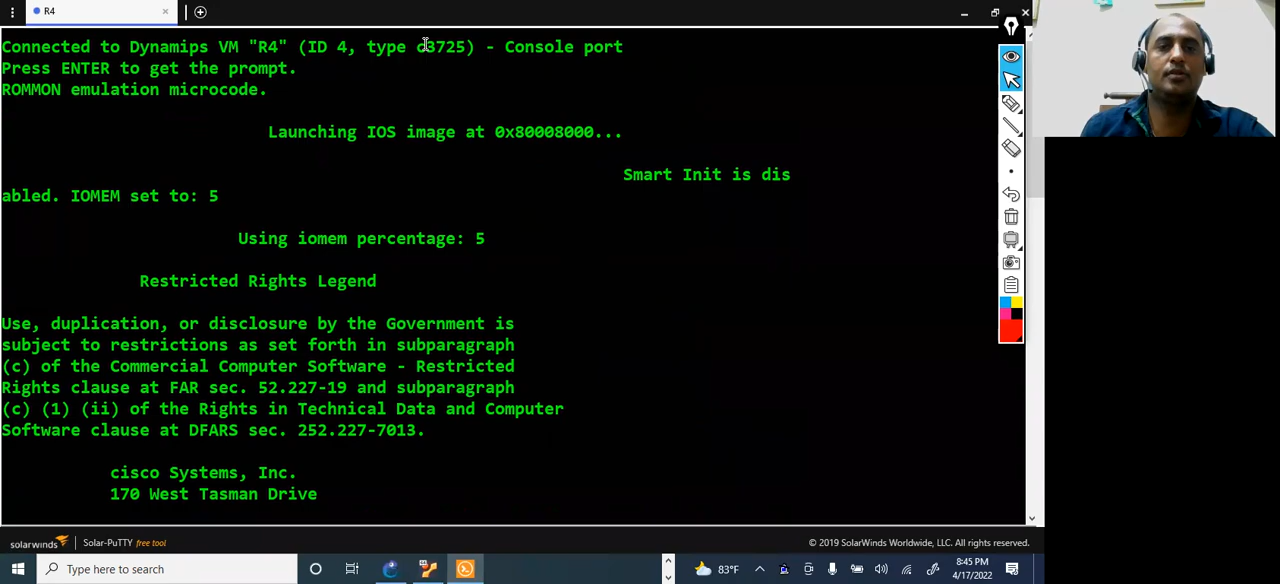 R4
Connected to Dynamips VM "R4" (ID 4, type c3725) - Console port
Press ENTER to get the prompt.
ROMMON emulation microcode.
Launching IOS image at 0x80008000...
Smart Init is dis
abled. IOMEM set to: 5
Using iomem percentage: 5
Restricted Rights Legend
Use, duplication, or disclosure by the Government is
subject to restrictions as set forth in subparagraph
(c) of the Commercial Computer Software - Restricted
Rights clause at FAR sec. 52.227-19 and subparagraph
(c) (1) (ii) of the Rights in Technical Data and Computer
Software clause at DFARS sec. 252.227-7013.
cisco Systems, Inc.
170 West Tasman Drive
solarwinds Solar-PuTTY free tool © 2019 SolarWinds Worldwide, LLC. All rights reserved.
Type here to search
83°F
8:45 PM
4/17/2022